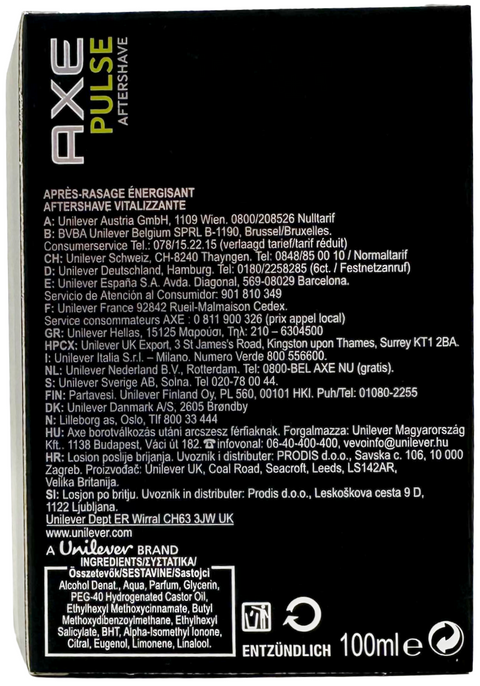 AXE
PULSE
AFTERSHAVE
APRÈS-RASAGE ÉNERGISANT
AFTERSHAVE VITALIZZANTE
A: Unilever Austria GmbH, 1109 Wien. 0800/208526 Nulltarif
B: BVBA Unilever Belgium SPRL B-1190, Brussel/Bruxelles.
Consumerservice Tel.: 078/15.22.15 (verlaagd tarief/tarif réduit)
CH: Unilever Schweiz, CH-8240 Thayngen. Tel: 0848/85 00 10 / Normaltarif
D: Unilever Deutschland, Hamburg. Tel: 0180/2258285 (6ct. / Festnetzanruf)
E: Unilever España S.A. Avda. Diagonal, 569-08029 Barcelona.
Servicio de Atención al Consumidor: 901 810 349
F: Unilever France 92842 Rueil-Malmaison Cedex.
Service consommateurs AXE : 0 811 900 326 (prix appel local)
GR: Unilever Hellas, 15125 Μαρούσι, Τηλ: 210 - 6304500
HPCX: Unilever UK Export, 3 St James's Road, Kingston upon Thames, Surrey KT1 2BA.
I: Unilever Italia S.r.l. – Milano. Numero Verde 800 556600.
NL: Unilever Nederland B.V., Rotterdam. Tel: 0800-BEL AXE NU (gratis).
S: Unilever Sverige AB, Solna. Tel 020-78 00 44.
FIN: Partavesi. Unilever Finland Oy, PL 560, 00101 HKI. Puh/Tel: 01080-2255
DK: Unilever Danmark A/S, 2605 Brøndby
N: Lilleborg as, Oslo, Tlf 800 33 444
HU: Axe borotválkozás utáni arcszesz férfiaknak. Forgalmazza: Unilever Magyarország
Kft. 1138 Budapest, Váci út 182. ☎infovonal: 06-40-400-400, vevoinfo@unilever.hu
HR: Losion poslije brijanja. Uvoznik i distributer: PRODIS d.o.o., Savska c. 106, 10 000
Zagreb. Proizvođač: Unilever UK, Coal Road, Seacroft, Leeds, LS142AR,
Velika Britanija.
SI: Losjon po britju. Uvoznik in distributer: Prodis d.o.o., Leskoškova cesta 9 D,
1122 Ljubljana.
Unilever Dept ER Wirral CH63 3JW UK
www.unilever.com
A Unilever BRAND
INGREDIENTS/ΣΥΣΤΑΤΙΚΑ/
Összetevők/SESTAVINE/Sastojci
Alcohol Denat., Aqua, Parfum, Glycerin,
PEG-40 Hydrogenated Castor Oil,
Ethylhexyl Methoxycinnamate, Butyl
Methoxydibenzoylmethane, Ethylhexyl
Salicylate, BHT, Alpha-Isomethyl Ionone,
Citral, Eugenol, Limonene, Linalool.
ENTZÜNDLICH 100ml℮